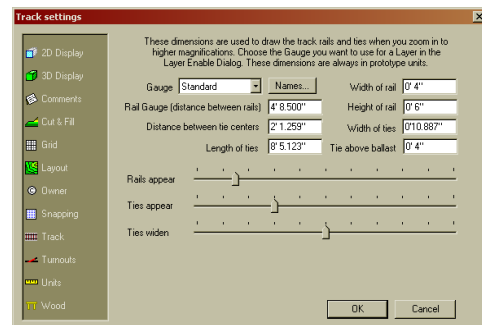 Track settings
These dimensions are used to draw the track rails and ties when you zoom in to
higher magnifications. Choose the Gauge you want to use for a Layer in the
Layer Enable Dialog. These dimensions are always in prototype units.
2D Display
3D Display
Comments
Cut & Fill
Grid
Layout
Owner
Snapping
Track
Turnouts
Units
Wood
Gauge Standard Names... Width of rail 0' 4"
Rail Gauge (distance between rails) 4' 8.500" Height of rail 0' 6"
Distance between tie centers 2' 1.259" Width of ties 0'10.887"
Length of ties 8' 5.123" Tie above ballast 0' 4"
Rails appear
Ties appear
Ties widen
OK Cancel